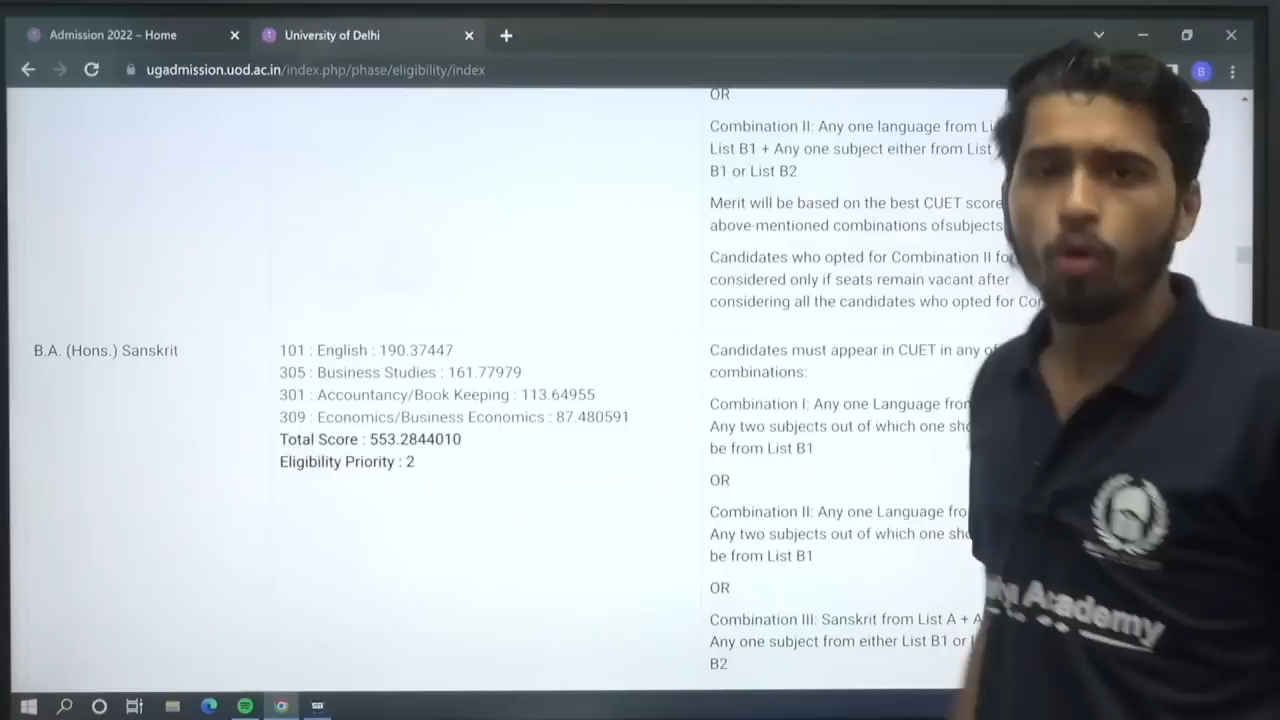 Admission 2022 – Home
University of Delhi
ugadmission.uod.ac.in/index.php/phase/eligibility/index
B
OR
Combination II: Any one language from
List B1 + Any one subject either from List
B1 or List B2
Merit will be based on the best CUET score
above-mentioned combinations ofsubjects
Candidates who opted for Combination II
considered only if seats remain vacant after
considering all the candidates who opted for
B.A. (Hons.) Sanskrit
101 : English : 190.37447
305 : Business Studies : 161.77979
301 : Accountancy/Book Keeping : 113.64955
309 : Economics/Business Economics : 87.480591
Total Score : 553.2844010
Eligibility Priority : 2
Candidates must appear in CUET in any of
combinations:
Combination I: Any one Language from
Any two subjects out of which one
be from List B1
OR
Combination II: Any one Language
Any two subjects out of which one
be from List B1
OR
Combination III: Sanskrit from List A +
Any one subject from either List B1 or
B2
Academy